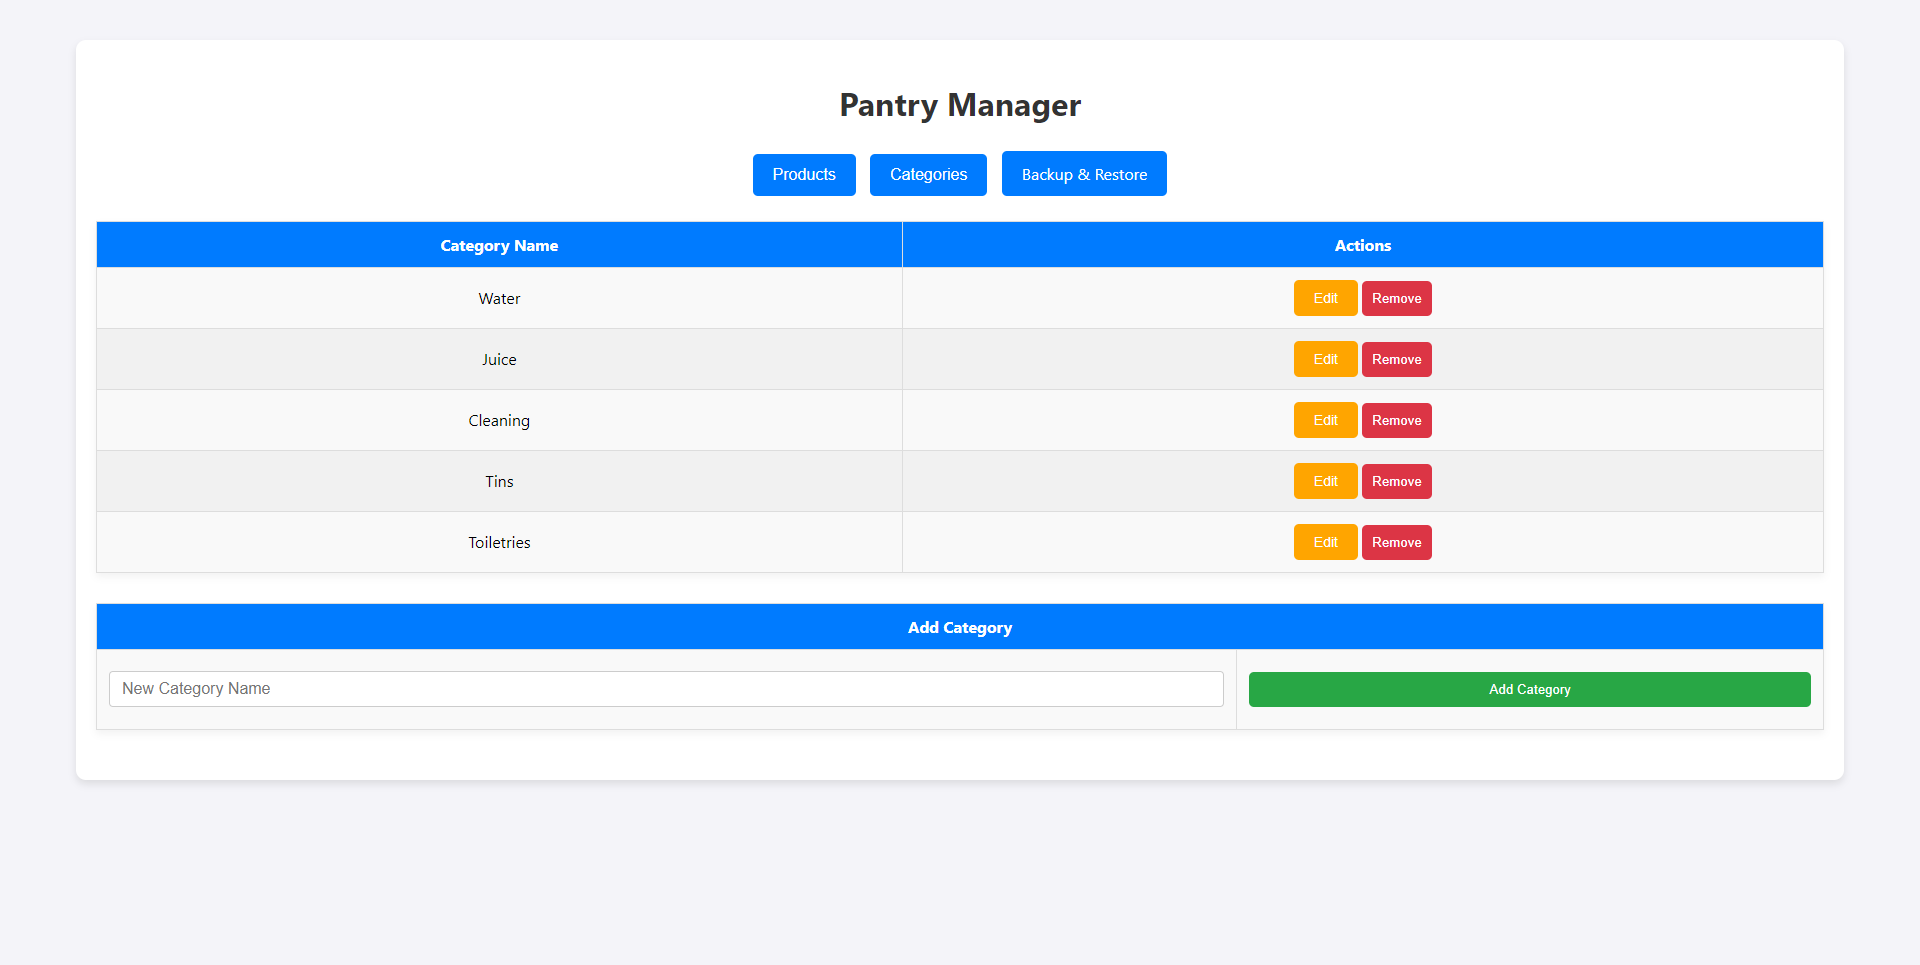 Pantry Manager
Products Categories Backup & Restore
Category Name Actions
Water Edit Remove
Juice Edit Remove
Cleaning Edit Remove
Tins Edit Remove
Toiletries Edit Remove
Add Category
New Category Name Add Category